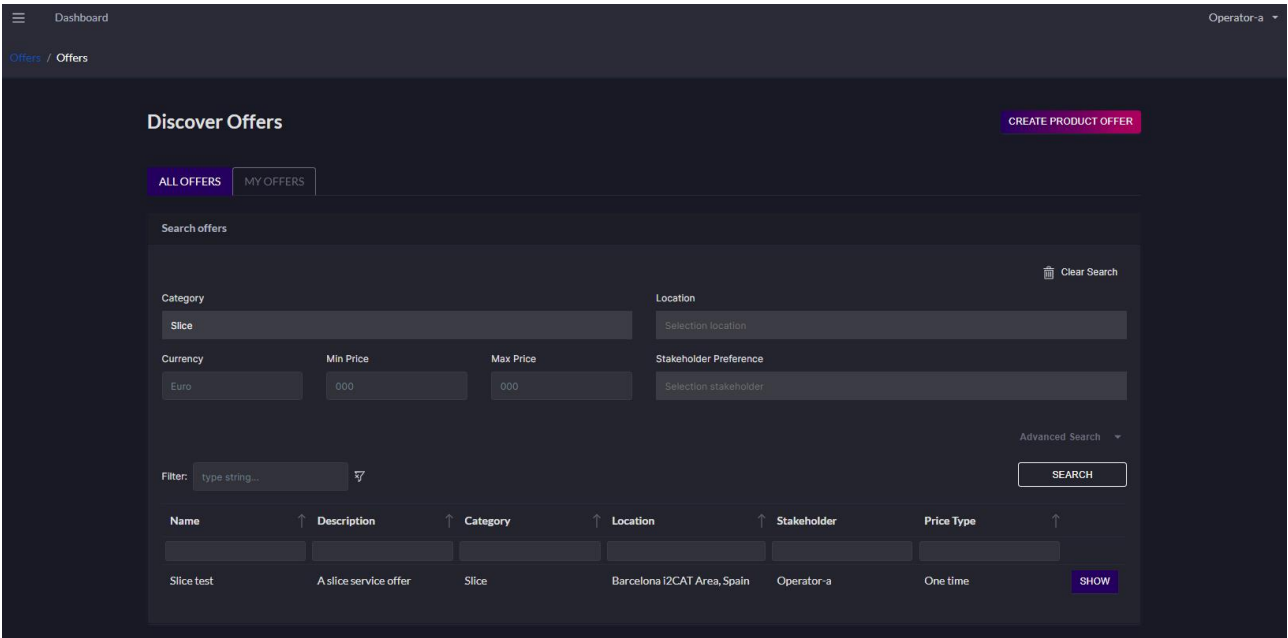 Dashboard
Operator-a
Offers / Offers
Discover Offers
CREATE PRODUCT OFFER
ALL OFFERS
MY OFFERS
Search offers
Clear Search
Category
Location
Slice
Selection location
Currency
Min Price
Max Price
Stakeholder Preference
Euro
000
000
Selection stakeholder
Advanced Search
Filter:
type string...
SEARCH
Name
Description
Category
Location
Stakeholder
Price Type
Slice test
A slice service offer
Slice
Barcelona i2CAT Area, Spain
Operator-a
One time
SHOW